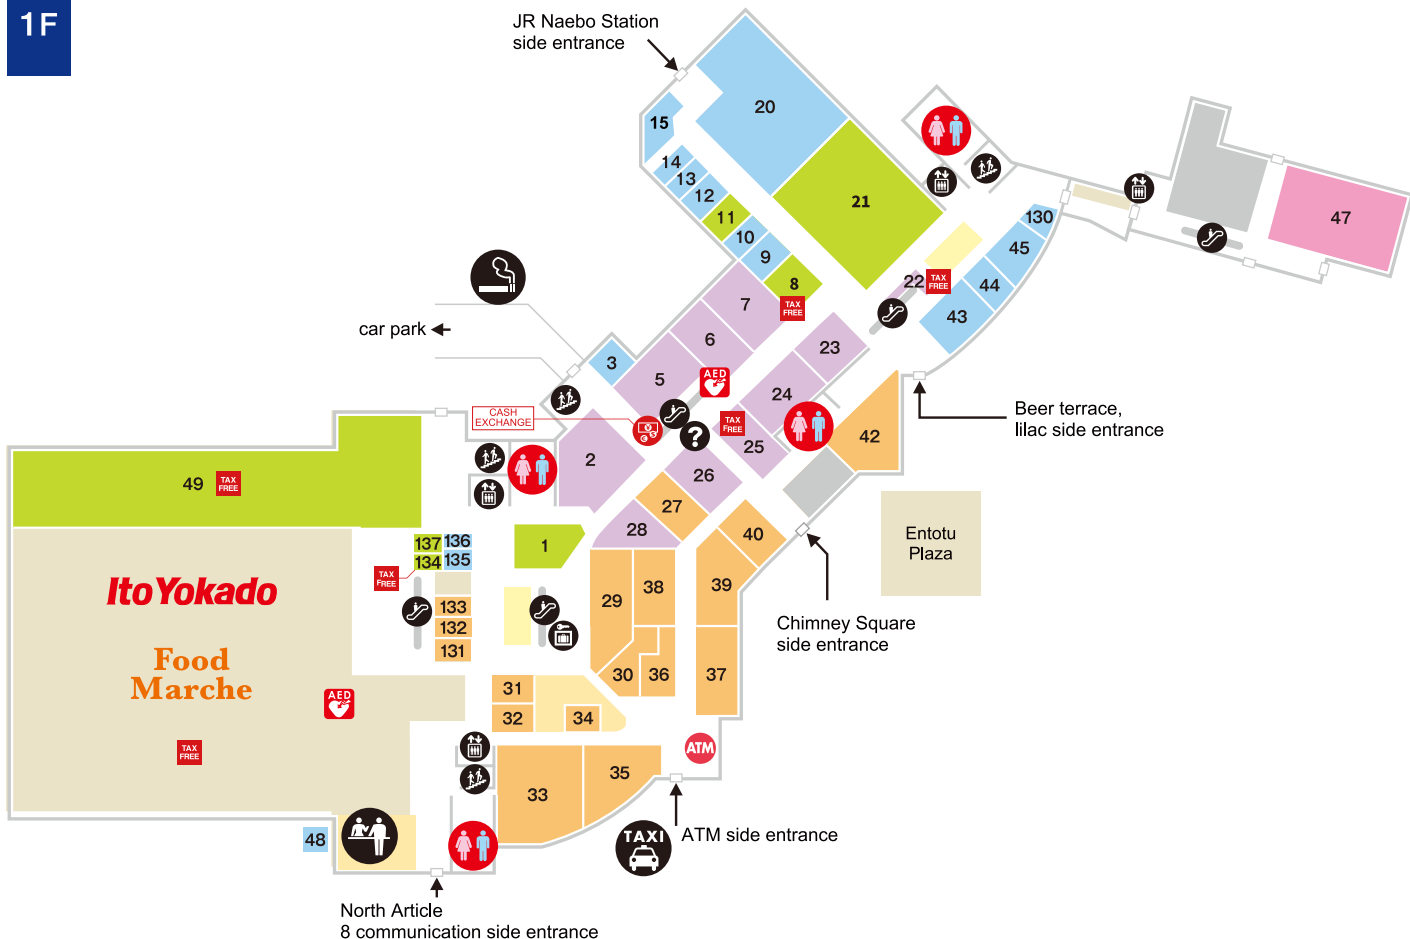 1F
JR Naebo Station
side entrance
20
15
14
13
12
11
10
9
8
TAX
FREE
21
130
45
44
43
22
TAX
FREE
47
car park
7
6
5
3
AED
23
24
25
TAX
FREE
CASH
EXCHANGE
?
2
26
27
28
42
Beer terrace,
lilac side entrance
Entotu
Plaza
40
39
37
Chimney Square
side entrance
49
TAX
FREE
137
136
134
135
TAX
FREE
133
132
131
1
29
38
30
36
Ito Yokado
Food
Marche
AED
TAX
FREE
31
32
34
33
35
ATM
ATM side entrance
TAXI
48
North Article
8 communication side entrance